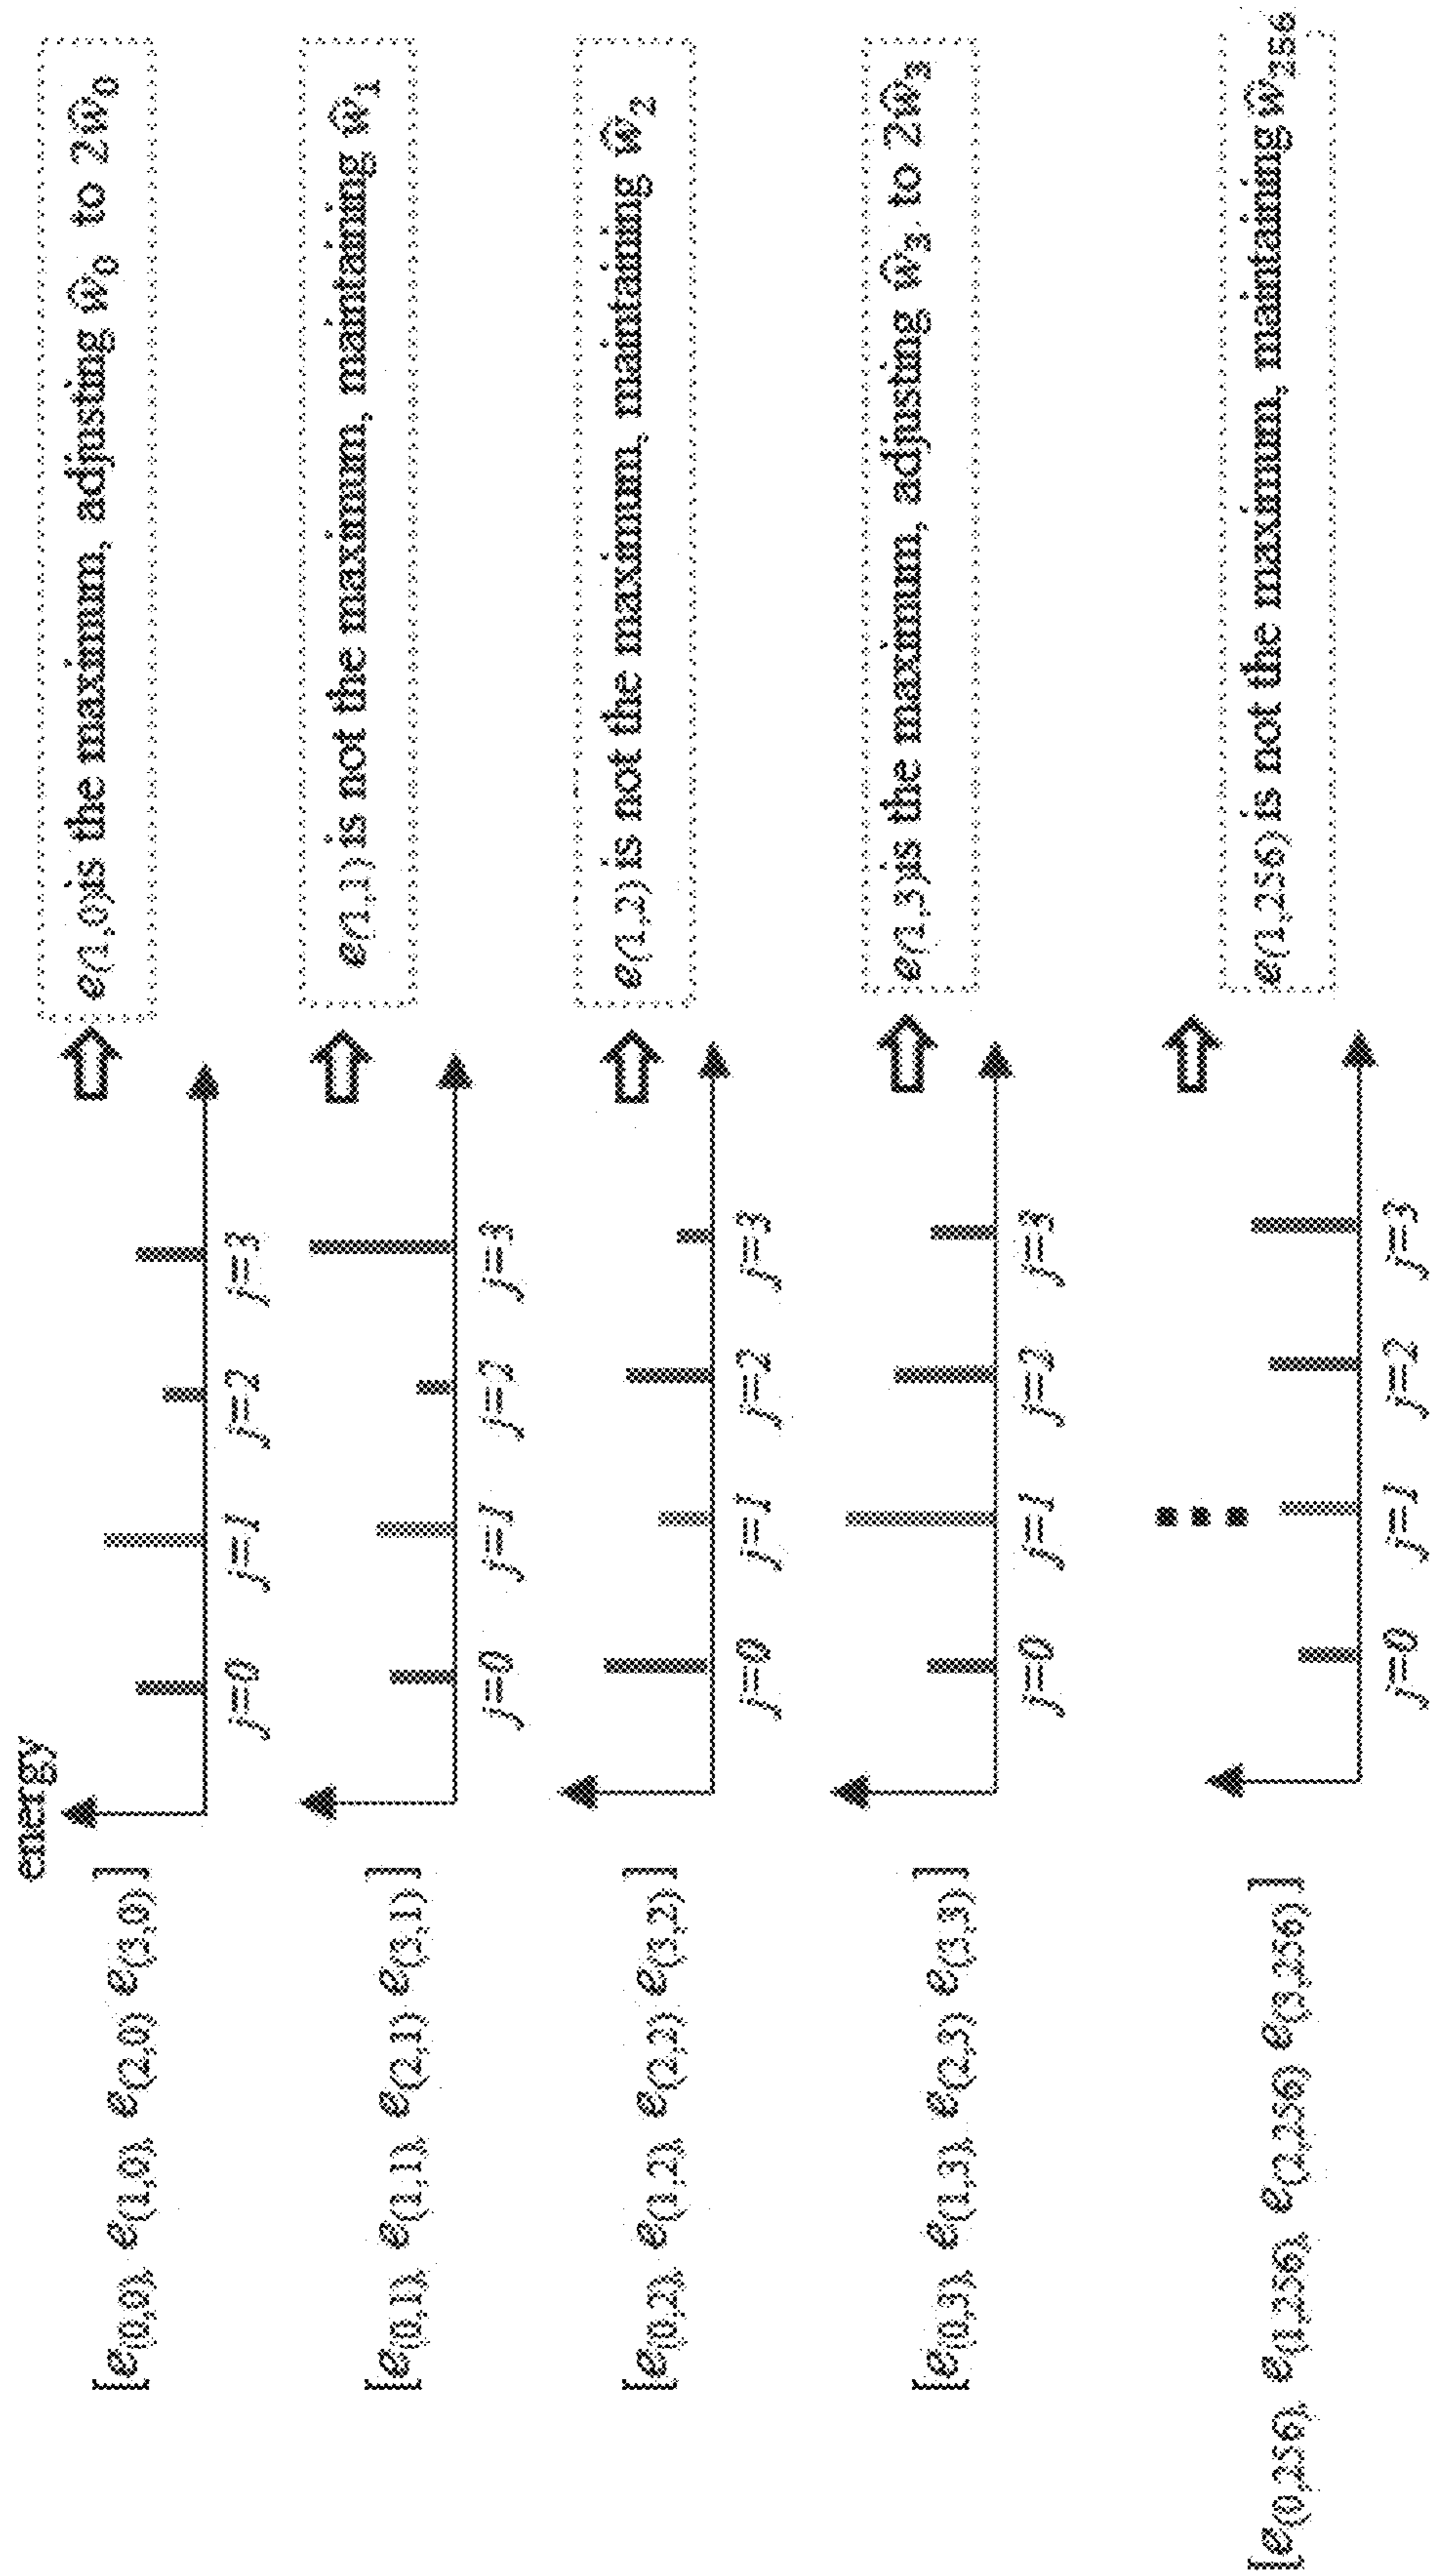 energy
[e(0,0), e(1,0), e(2,0) e(3,0)]
j=0 j=1 j=2 j=3
e(1,0)is the maximum, adjusting ŵ0 to 2ŵ0
[e(0,1), e(1,1), e(2,1) e(3,1)]
j=0 j=1 j=2 j=3
e(1,1) is not the maximum, maintaining ŵ1
[e(0,2), e(1,2), e(2,2) e(3,2)]
j=0 j=1 j=2 j=3
e(1,2) is not the maximum, maintaining ŵ2
[e(0,3), e(1,3), e(2,3) e(3,3)]
j=0 j=1 j=2 j=3
e(1,3)is the maximum, adjusting ŵ3, to 2ŵ3
[e(0,256), e(1,256), e(2,256) e(3,256)]
j=0 j=1 j=2 j=3
e(1,256) is not the maximum, maintaining ŵ256